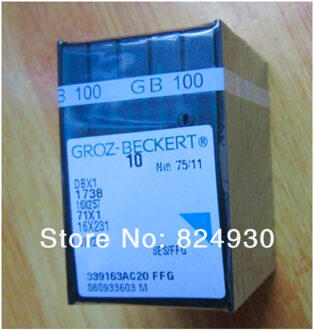 GB 100 GB 100
GROZ-BECKERT®
10 Nm 75/11
DBX1
1738
16X257
71X1
16X231
SES/FFG
Store No: 824930
339163AC20 FFG
060933603 M